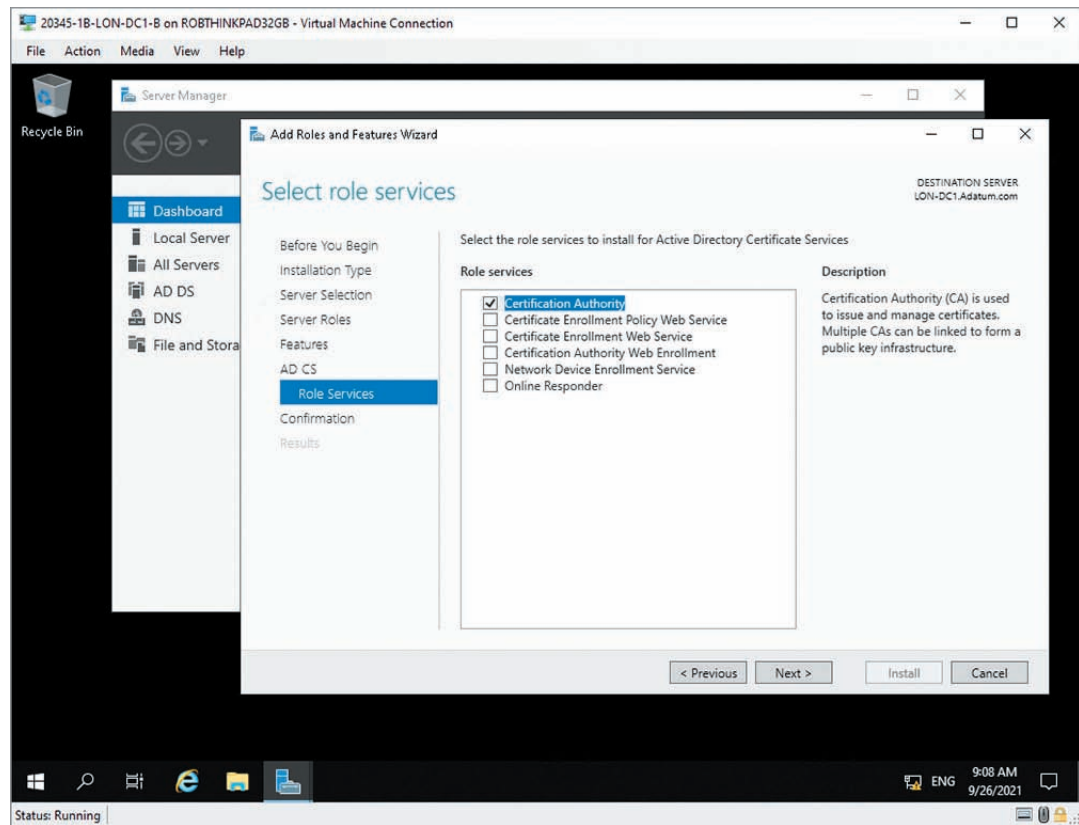 20345-1B-LON-DC1-B on ROBTHINKPAD32GB - Virtual Machine Connection
File Action Media View Help
Recycle Bin
Server Manager
Dashboard
Local Server
All Servers
AD DS
DNS
File and Stora
Add Roles and Features Wizard
Select role services
DESTINATION SERVER
LON-DC1.Adatum.com
Before You Begin
Installation Type
Server Selection
Server Roles
Features
AD CS
Role Services
Confirmation
Results
Select the role services to install for Active Directory Certificate Services
Role services
Certification Authority
Certificate Enrollment Policy Web Service
Certificate Enrollment Web Service
Certification Authority Web Enrollment
Network Device Enrollment Service
Online Responder
Description
Certification Authority (CA) is used
to issue and manage certificates.
Multiple CAs can be linked to form a
public key infrastructure.
< Previous Next > Install Cancel
ENG
9:08 AM
9/26/2021
Status: Running